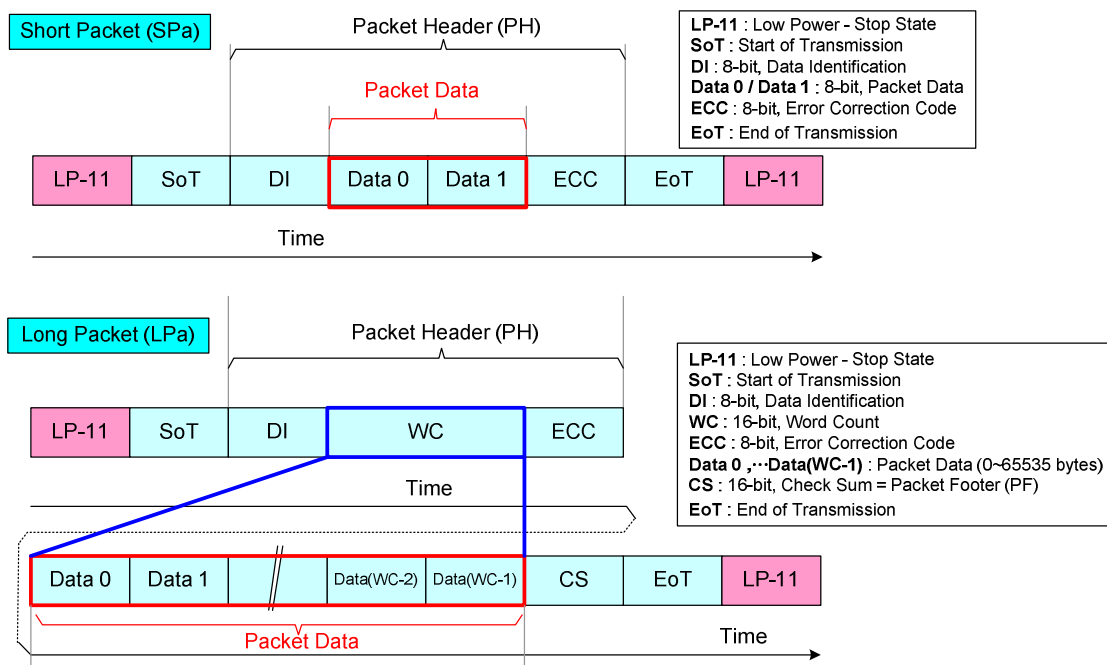 Short Packet (SPa)
Packet Header (PH)
Packet Data
LP-11 : Low Power - Stop State
SoT : Start of Transmission
DI : 8-bit, Data Identification
Data 0 / Data 1 : 8-bit, Packet Data
ECC : 8-bit, Error Correction Code
EoT : End of Transmission
LP-11 SoT DI Data 0 Data 1 ECC EoT LP-11
Time
Long Packet (LPa)
Packet Header (PH)
LP-11 : Low Power - Stop State
SoT : Start of Transmission
DI : 8-bit, Data Identification
WC : 16-bit, Word Count
ECC : 8-bit, Error Correction Code
Data 0 ,···Data(WC-1) : Packet Data (0~65535 bytes)
CS : 16-bit, Check Sum = Packet Footer (PF)
EoT : End of Transmission
LP-11 SoT DI WC ECC
Time
Data 0 Data 1 // Data(WC-2) Data(WC-1) CS EoT LP-11
Packet Data
Time